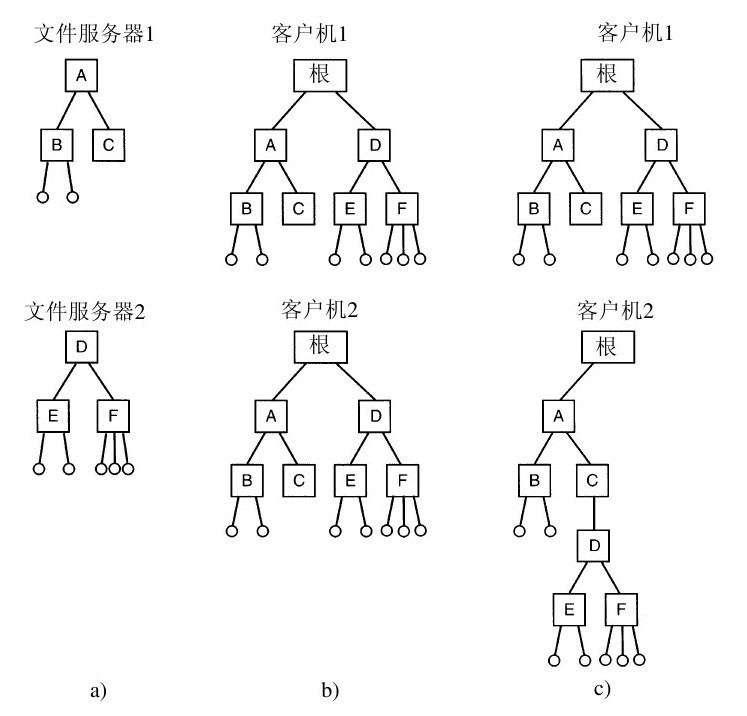 文件服务器1 客户机1 客户机1
A 根 根
B C A D A D
B C E F B C E F
文件服务器2 客户机2 客户机2
D 根 根
E F A D A
B C E F B C
D
E F
a) b) c)